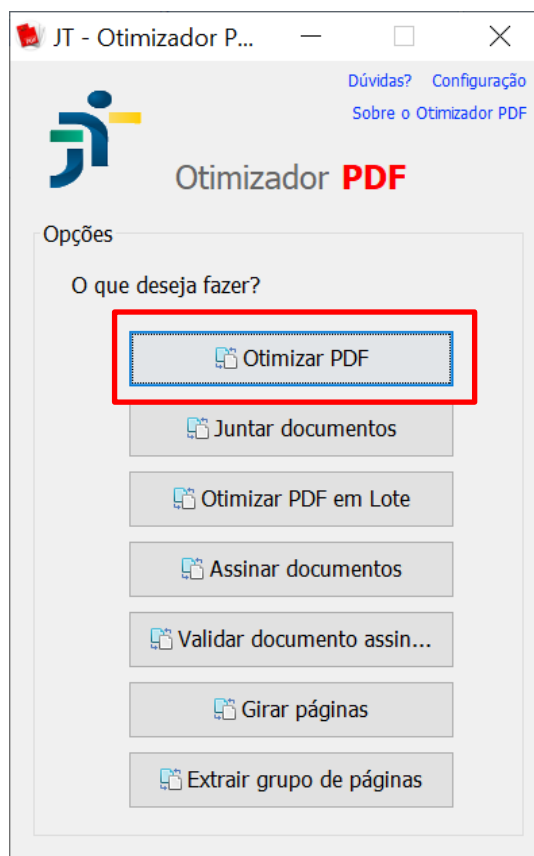 JT - Otimizador P...
Dúvidas? Configuração
Sobre o Otimizador PDF
Otimizador PDF
Opções
O que deseja fazer?
Otimizar PDF
Juntar documentos
Otimizar PDF em Lote
Assinar documentos
Validar documento assin...
Girar páginas
Extrair grupo de páginas